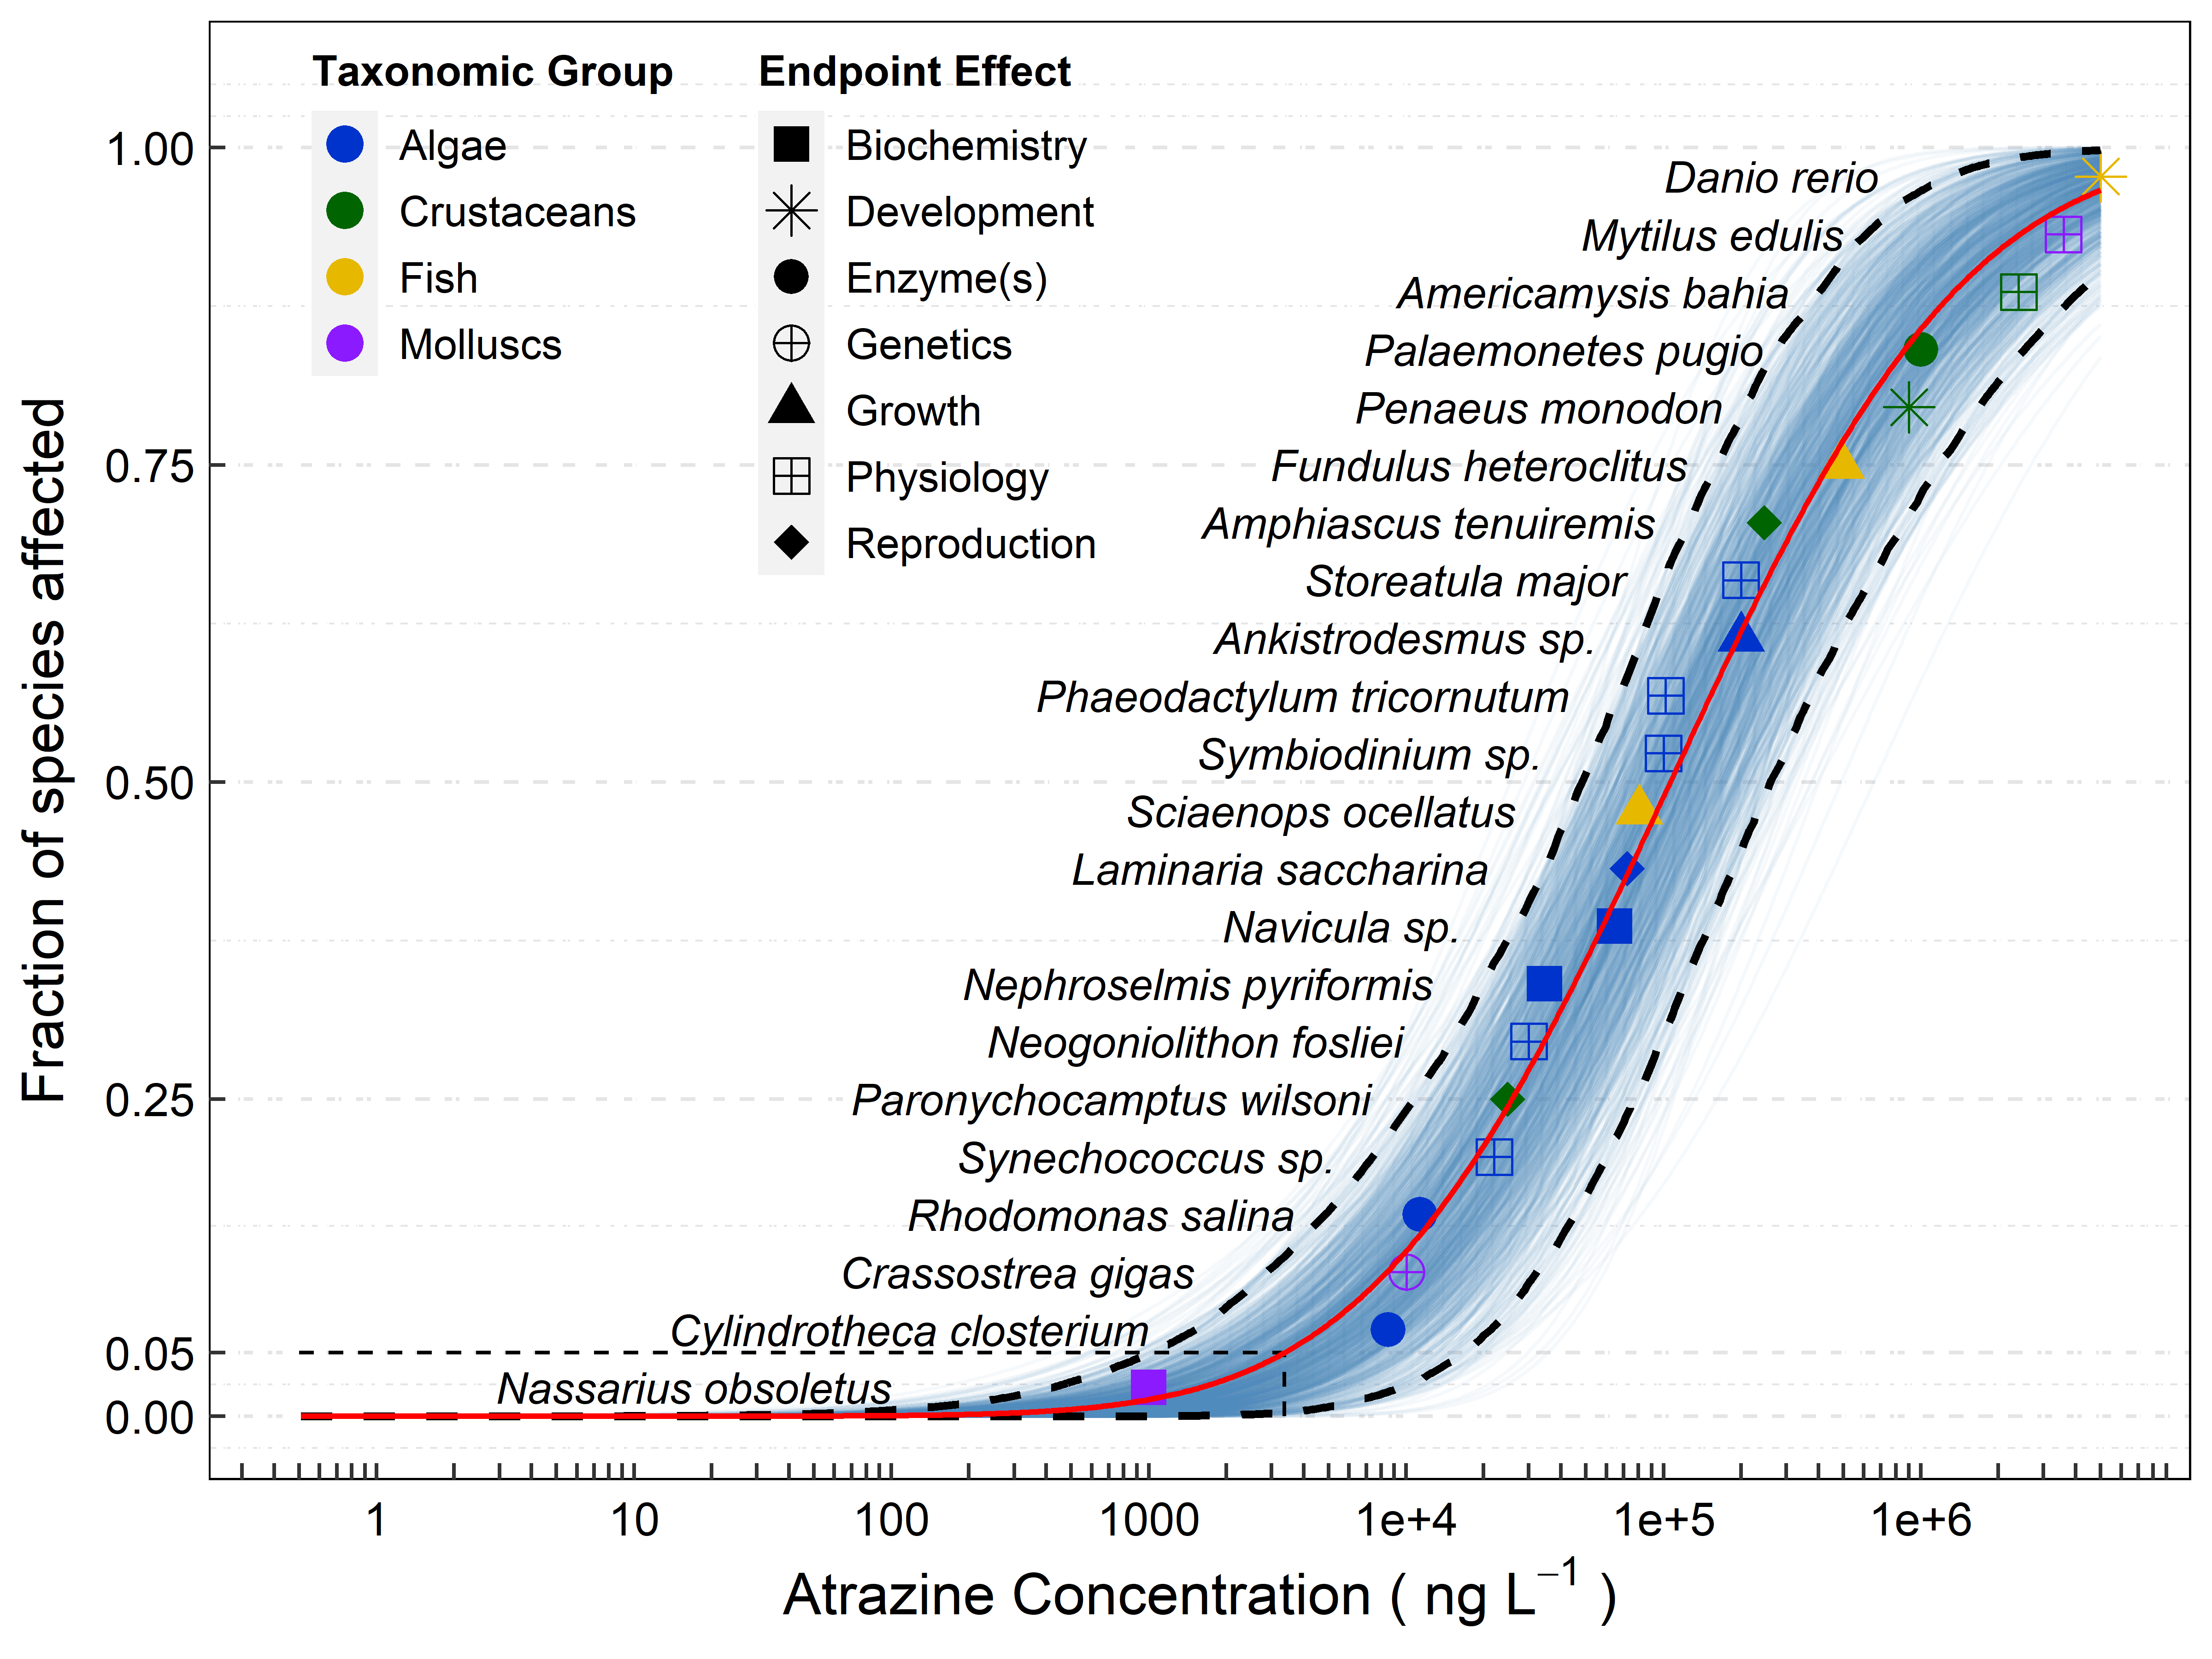 Taxonomic Group
Algae
Crustaceans
Fish
Molluscs
Endpoint Effect
Biochemistry
Development
Enzyme(s)
Genetics
Growth
Physiology
Reproduction
Fraction of species affected
1.00
0.75
0.50
0.25
0.05
0.00
Danio rerio
Mytilus edulis
Americamysis bahia
Palaemonetes pugio
Penaeus monodon
Fundulus heteroclitus
Amphiascus tenuiremis
Storeatula major
Ankistrodesmus sp.
Phaeodactylum tricornutum
Symbiodinium sp.
Sciaenops ocellatus
Laminaria saccharina
Navicula sp.
Nephroselmis pyriformis
Neogoniolithon fosliei
Paronychocamptus wilsoni
Synechococcus sp.
Rhodomonas salina
Crassostrea gigas
Cylindrotheca closterium
Nassarius obsoletus
1 10 100 1000 1e+4 1e+5 1e+6
Atrazine Concentration ( ng L⁻¹ )